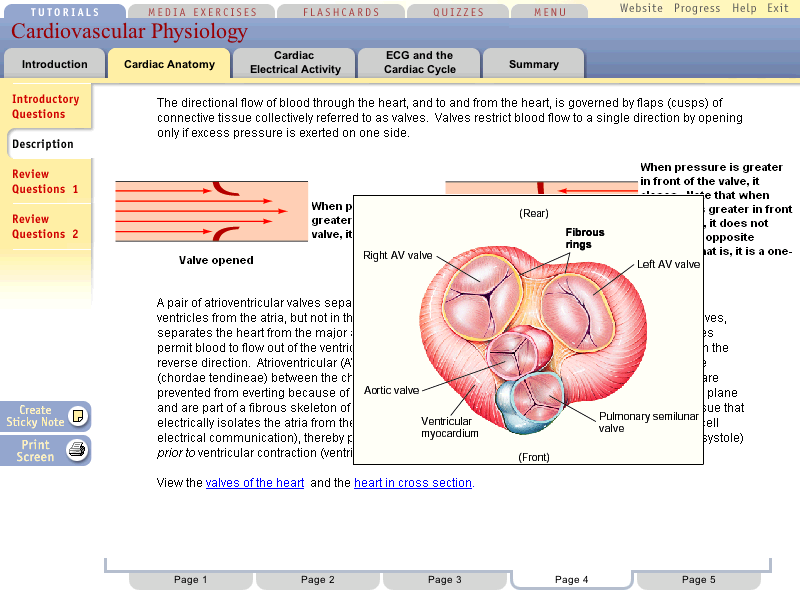 TUTORIALS
MEDIA EXERCISES
FLASHCARDS
QUIZZES
MENU
Website Progress Help Exit
Cardiovascular Physiology
Introduction
Cardiac Anatomy
Cardiac
Electrical Activity
ECG and the
Cardiac Cycle
Summary
Introductory
Questions
Description
Review
Questions 1
Review
Questions 2
Create
Sticky Note
Print
Screen
The directional flow of blood through the heart, and to and from the heart, is governed by flaps (cusps) of
connective tissue collectively referred to as valves. Valves restrict blood flow to a single direction by opening
only if excess pressure is exerted on one side.
When p
greater
valve, it
Valve opened
When pressure is greater
in front of the valve, it
Note that when
greater in front
, it does not
opposite
hat is, it is a one-
(Rear)
Fibrous
rings
Right AV valve
Left AV valve
Aortic valve
Ventricular
myocardium
Pulmonary semilunar
valve
(Front)
A pair of atrioventricular valves sepa
ventricles from the atria, but not in th
ves,
separates the heart from the major
es
permit blood to flow out of the ventric
n the
reverse direction. Atrioventricular (A
e
(chordae tendineae) between the ch
are
prevented from everting because of
plane
and are part of a fibrous skeleton of
sue that
electrically isolates the atria from the
cell
electrical communication), thereby p
systole)
prior to ventricular contraction (ventri
View the valves of the heart and the heart in cross section.
Page 1
Page 2
Page 3
Page 4
Page 5